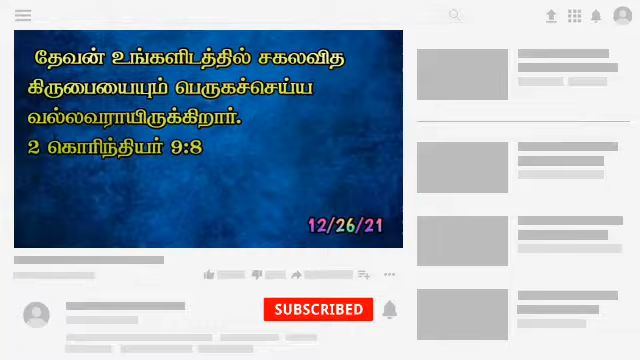 தேவன் உங்களிடத்தில் சகலவித
கிருபையையும் பெருகச்செய்ய
வல்லவராயிருக்கிறார்.
2 கொரிந்தியர் 9:8
12/26/21
SUBSCRIBED